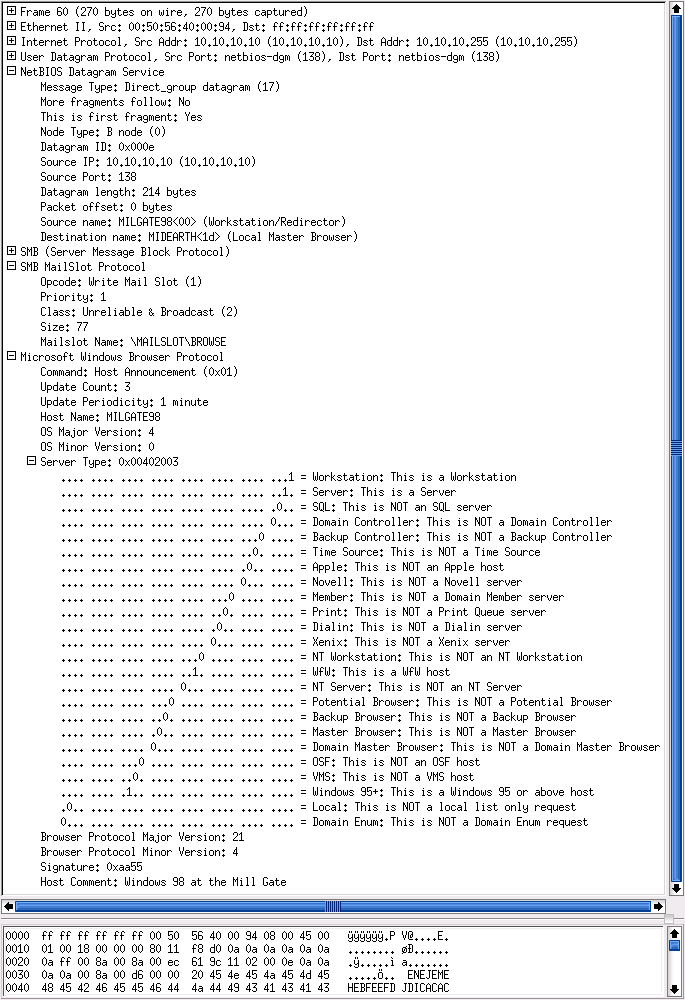 Frame 60 (270 bytes on wire, 270 bytes captured)
Ethernet II, Src: 00:50:56:40:00:94, Dst: ff:ff:ff:ff:ff:ff
Internet Protocol, Src Addr: 10.10.10.10 (10.10.10.10), Dst Addr: 10.10.10.255 (10.10.10.255)
User Datagram Protocol, Src Port: netbios-dgm (138), Dst Port: netbios-dgm (138)
NetBIOS Datagram Service
Message Type: Direct_group datagram (17)
More fragments follow: No
This is first fragment: Yes
Node Type: B node (0)
Datagram ID: 0x000e
Source IP: 10.10.10.10 (10.10.10.10)
Source Port: 138
Datagram length: 214 bytes
Packet offset: 0 bytes
Source name: MILGATE98<00> (Workstation/Redirector)
Destination name: MIDEARTH<1d> (Local Master Browser)
SMB (Server Message Block Protocol)
SMB MailSlot Protocol
Opcode: Write Mail Slot (1)
Priority: 1
Class: Unreliable & Broadcast (2)
Size: 77
Mailslot Name: \MAILSLOT\BROWSE
Microsoft Windows Browser Protocol
Command: Host Announcement (0x01)
Update Count: 3
Update Periodicity: 1 minute
Host Name: MILGATE98
OS Major Version: 4
OS Minor Version: 0
Server Type: 0x00402003
.... .... .... .... .... .... .... ...1 = Workstation: This is a Workstation
.... .... .... .... .... .... .... ..1. = Server: This is a Server
.... .... .... .... .... .... .... .0.. = SQL: This is NOT an SQL server
.... .... .... .... .... .... .... 0... = Domain Controller: This is NOT a Domain Controller
.... .... .... .... .... .... ...0 .... = Backup Controller: This is NOT a Backup Controller
.... .... .... .... .... .... ..0. .... = Time Source: This is NOT a Time Source
.... .... .... .... .... .... .0.. .... = Apple: This is NOT an Apple host
.... .... .... .... .... .... 0... .... = Novell: This is NOT a Novell server
.... .... .... .... .... ...0 .... .... = Member: This is NOT a Domain Member server
.... .... .... .... .... ..0. .... .... = Print: This is NOT a Print Queue server
.... .... .... .... .... .0.. .... .... = Dialin: This is NOT a Dialin server
.... .... .... .... .... 0... .... .... = Xenix: This is NOT a Xenix server
.... .... .... .... ...0 .... .... .... = NT Workstation: This is NOT an NT Workstation
.... .... .... .... ..1. .... .... .... = WfW: This is a WfW host
.... .... .... .... 0... .... .... .... = NT Server: This is NOT an NT Server
.... .... .... ...0 .... .... .... .... = Potential Browser: This is NOT a Potential Browser
.... .... .... ..0. .... .... .... .... = Backup Browser: This is NOT a Backup Browser
.... .... .... .0.. .... .... .... .... = Master Browser: This is NOT a Master Browser
.... .... .... 0... .... .... .... .... = Domain Master Browser: This is NOT a Domain Master Browser
.... .... ...0 .... .... .... .... .... = OSF: This is NOT an OSF host
.... .... ..0. .... .... .... .... .... = VMS: This is NOT a VMS host
.... .... .1.. .... .... .... .... .... = Windows 95+: This is a Windows 95 or above host
.0.. .... .... .... .... .... .... .... = Local: This is NOT a local list only request
0... .... .... .... .... .... .... .... = Domain Enum: This is NOT a Domain Enum request
Browser Protocol Major Version: 21
Browser Protocol Minor Version: 4
Signature: 0xaa55
Host Comment: Windows 98 at the Mill Gate
0000 ff ff ff ff ff ff 00 50 56 40 00 94 08 00 45 00 ÿÿÿÿÿÿ.P V@....E.
0010 01 00 18 00 00 00 80 11 f8 d0 0a 0a 0a 0a 0a 0a ........ øÐ......
0020 0a ff 00 8a 00 8a 00 ec 61 9c 11 02 00 0e 0a 0a .ÿ.....ì a.......
0030 0a 0a 00 8a 00 d6 00 00 20 45 4e 45 4a 45 4d 45 .....Ö..  ENEJEME
0040 48 45 42 46 45 45 46 44 4a 44 49 43 41 43 41 43 HEBFEEFD JDICACAC